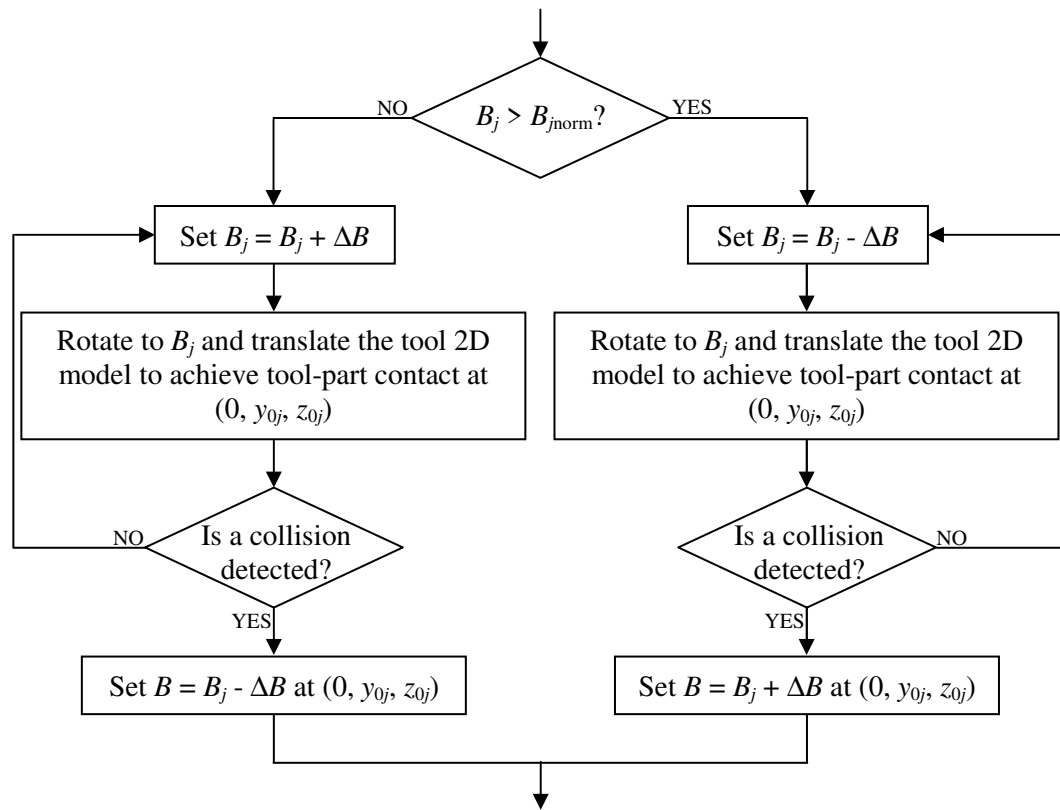 B_j > B_jnorm?
NO
YES
Set B_j = B_j + ΔB
Set B_j = B_j - ΔB
Rotate to B_j and translate the tool 2D
model to achieve tool-part contact at
(0, y_0j, z_0j)
Rotate to B_j and translate the tool 2D
model to achieve tool-part contact at
(0, y_0j, z_0j)
Is a collision
detected?
NO
YES
Is a collision
detected?
NO
YES
Set B = B_j - ΔB at (0, y_0j, z_0j)
Set B = B_j + ΔB at (0, y_0j, z_0j)